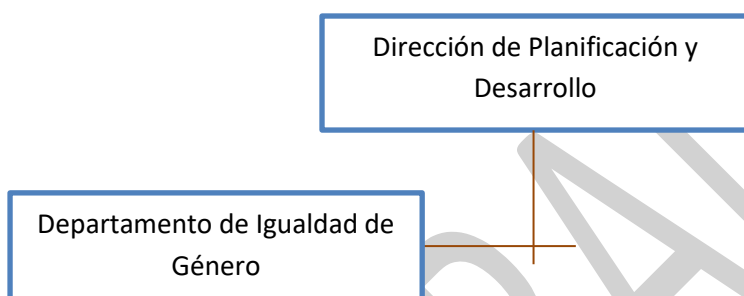 Dirección de Planificación y
Desarrollo
Departamento de Igualdad de
Género